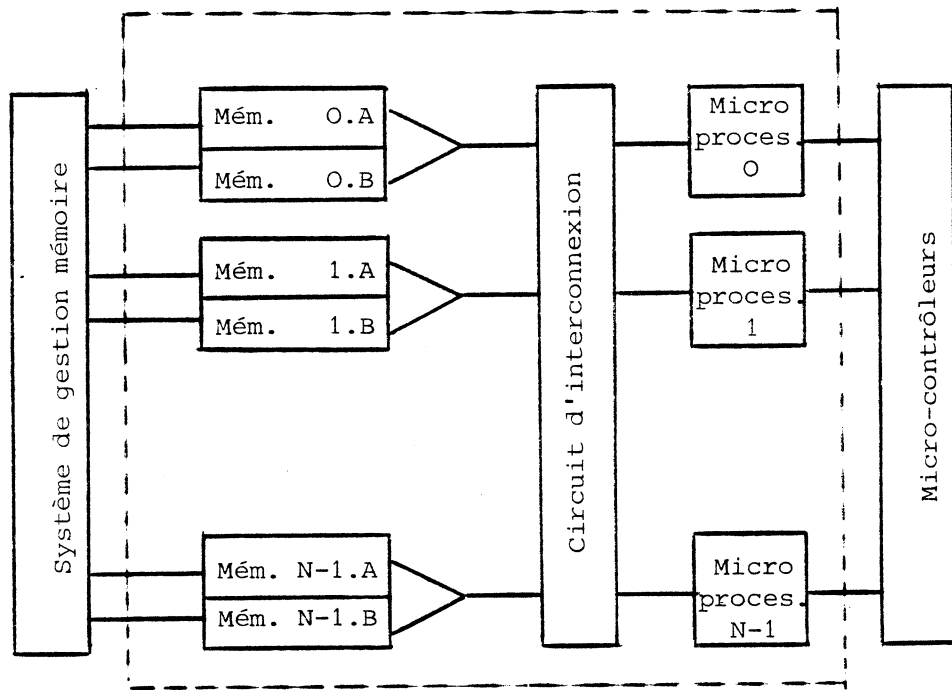 Système de gestion mémoire
Mém. O.A
Mém. O.B
Mém. 1.A
Mém. 1.B
Mém. N-1.A
Mém. N-1.B
Circuit d'interconnexion
Micro
proces.
O
Micro
proces.
1
Micro
proces.
N-1
Micro-contrôleurs